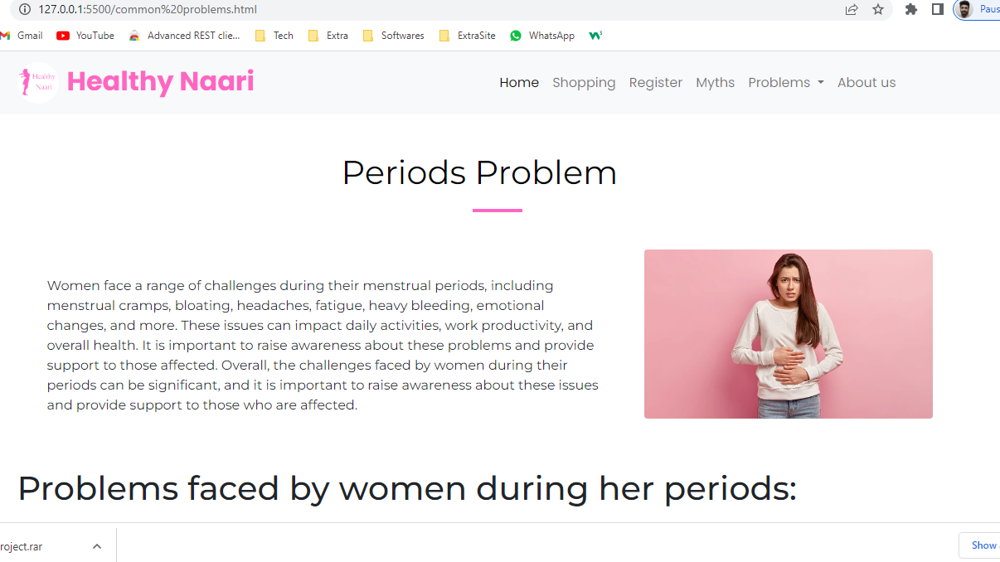 127.0.0.1:5500/common%20problems.html
Paus
Gmail YouTube Advanced REST clie... Tech Extra Softwares ExtraSite WhatsApp
Healthy
Naari
Healthy Naari
Home Shopping Register Myths Problems About us
Periods Problem
Women face a range of challenges during their menstrual periods, including
menstrual cramps, bloating, headaches, fatigue, heavy bleeding, emotional
changes, and more. These issues can impact daily activities, work productivity, and
overall health. It is important to raise awareness about these problems and provide
support to those affected. Overall, the challenges faced by women during their
periods can be significant, and it is important to raise awareness about these issues
and provide support to those who are affected.
Problems faced by women during her periods:
roject.rar
Show